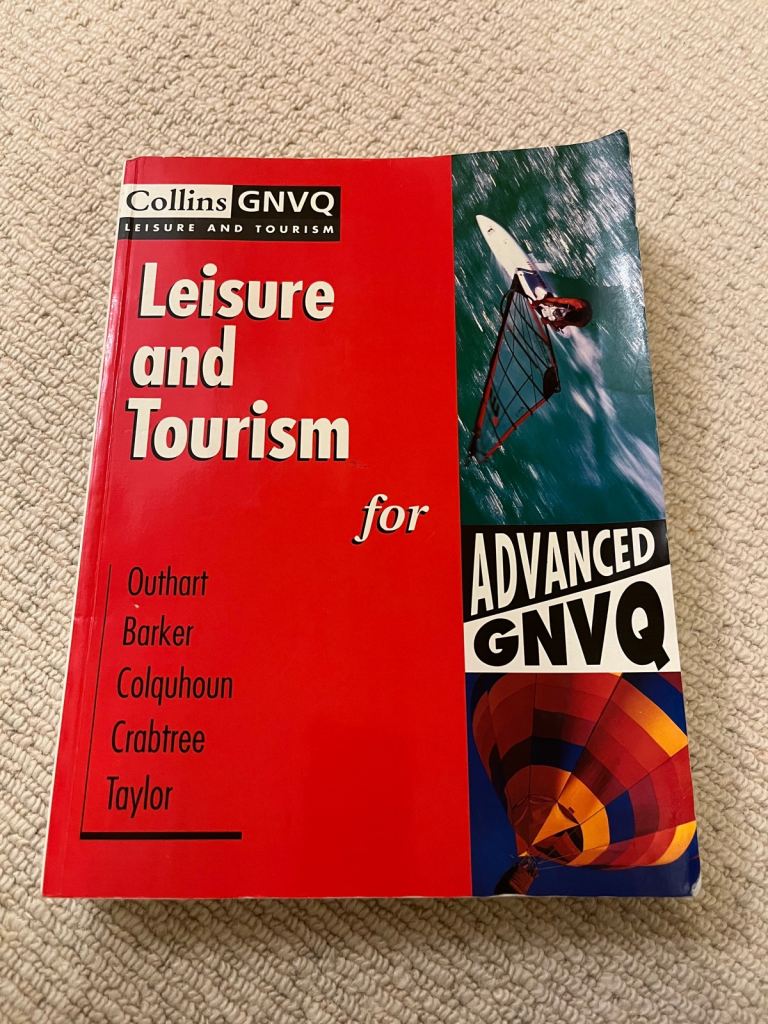 Collins GNVQ
LEISURE AND TOURISM
Leisure
and
Tourism
for
ADVANCED
GNVQ
Outhart
Barker
Colquhoun
Crabtree
Taylor